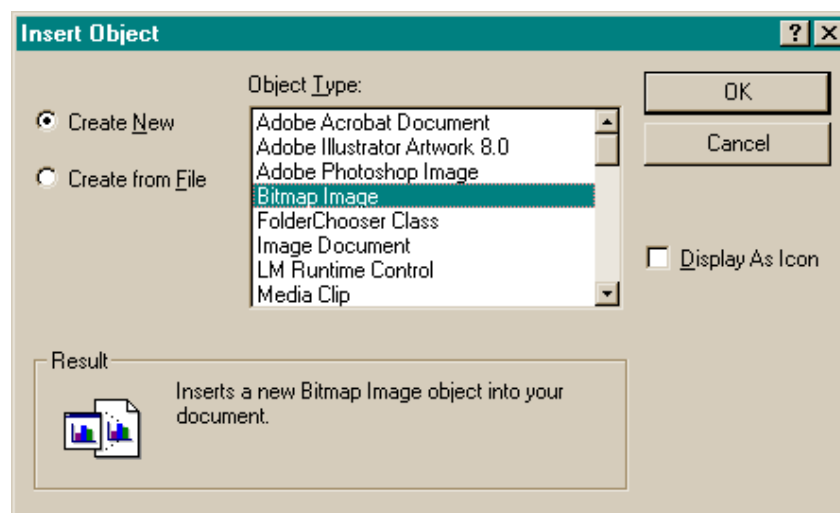 Insert Object
Object Type:
Create New
Create from File
Adobe Acrobat Document
Adobe Illustrator Artwork 8.0
Adobe Photoshop Image
Bitmap Image
FolderChooser Class
Image Document
LM Runtime Control
Media Clip
OK
Cancel
Display As Icon
Result
Inserts a new Bitmap Image object into your
document.